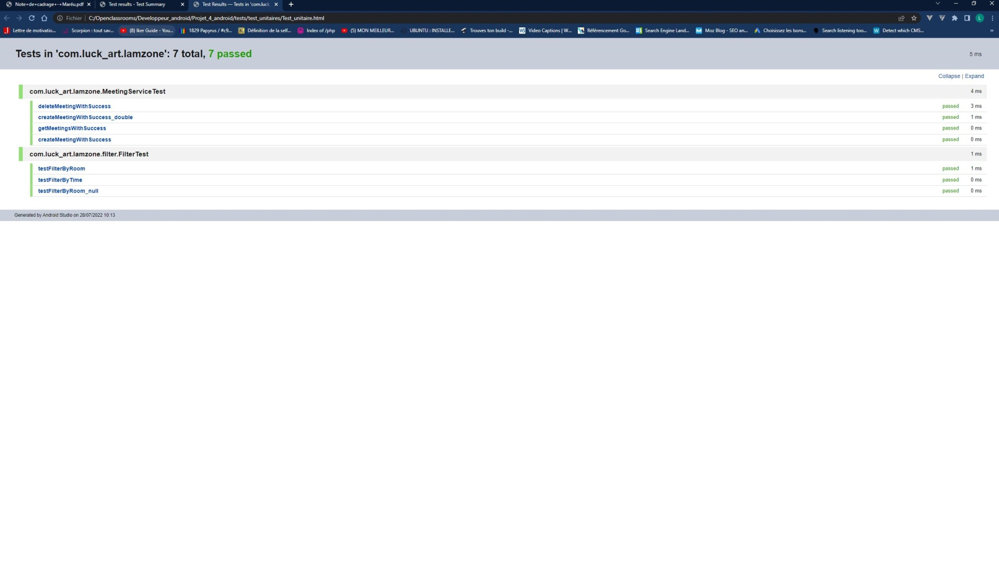 Note+de+cadrage+-+Maréu.pdf Test results - Test Summary Test Results — Tests in 'com.luck_
Fichier C:/Openclassrooms/Developpeur_android/Projet_4_android/tests/test_unitaires/Test_unitaire.html L
Lettre de motivatio... Scorpion : tout sav... (8) Iker Guide - You... 1829 Papyrus / #c9... Définition de la self... Index of /php (5) MON MEILLEUR... UBUNTU : INSTALLE... Trouves ton build -... WS Video Captions | W... Référencement Go... SEL Search Engine Land... Moz Blog - SEO an... Choisissez les bons... Search listening too... W Detect which CMS... »
Tests in 'com.luck_art.lamzone': 7 total, 7 passed 5 ms
Collapse | Expand
com.luck_art.lamzone.MeetingServiceTest 4 ms
deleteMeetingWithSuccess passed 3 ms
createMeetingWithSuccess_double passed 1 ms
getMeetingsWithSuccess passed 0 ms
createMeetingWithSuccess passed 0 ms
com.luck_art.lamzone.filter.FilterTest 1 ms
testFilterByRoom passed 1 ms
testFilterByTime passed 0 ms
testFilterByRoom_null passed 0 ms
Generated by Android Studio on 28/07/2022 10:13